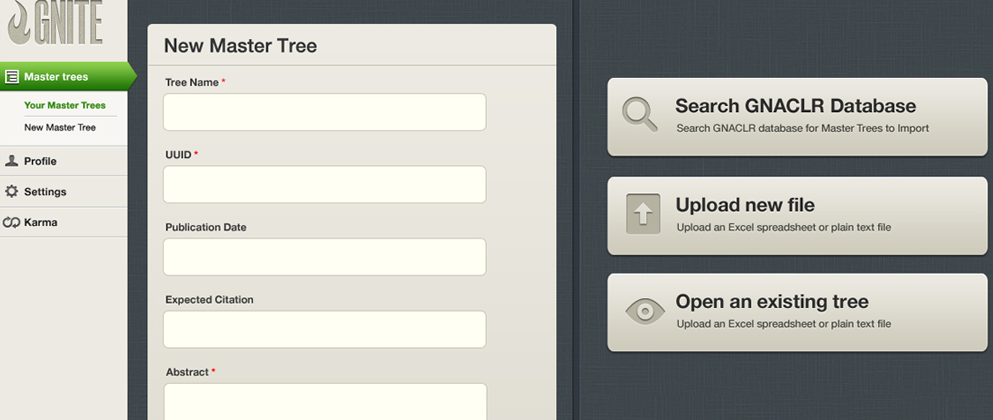 GNITE
Master trees
Your Master Trees
New Master Tree
Profile
Settings
Karma
New Master Tree
Tree Name *
UUID *
Publication Date
Expected Citation
Abstract *
Search GNACLR Database
Search GNACLR database for Master Trees to Import
Upload new file
Upload an Excel spreadsheet or plain text file
Open an existing tree
Upload an Excel spreadsheet or plain text file